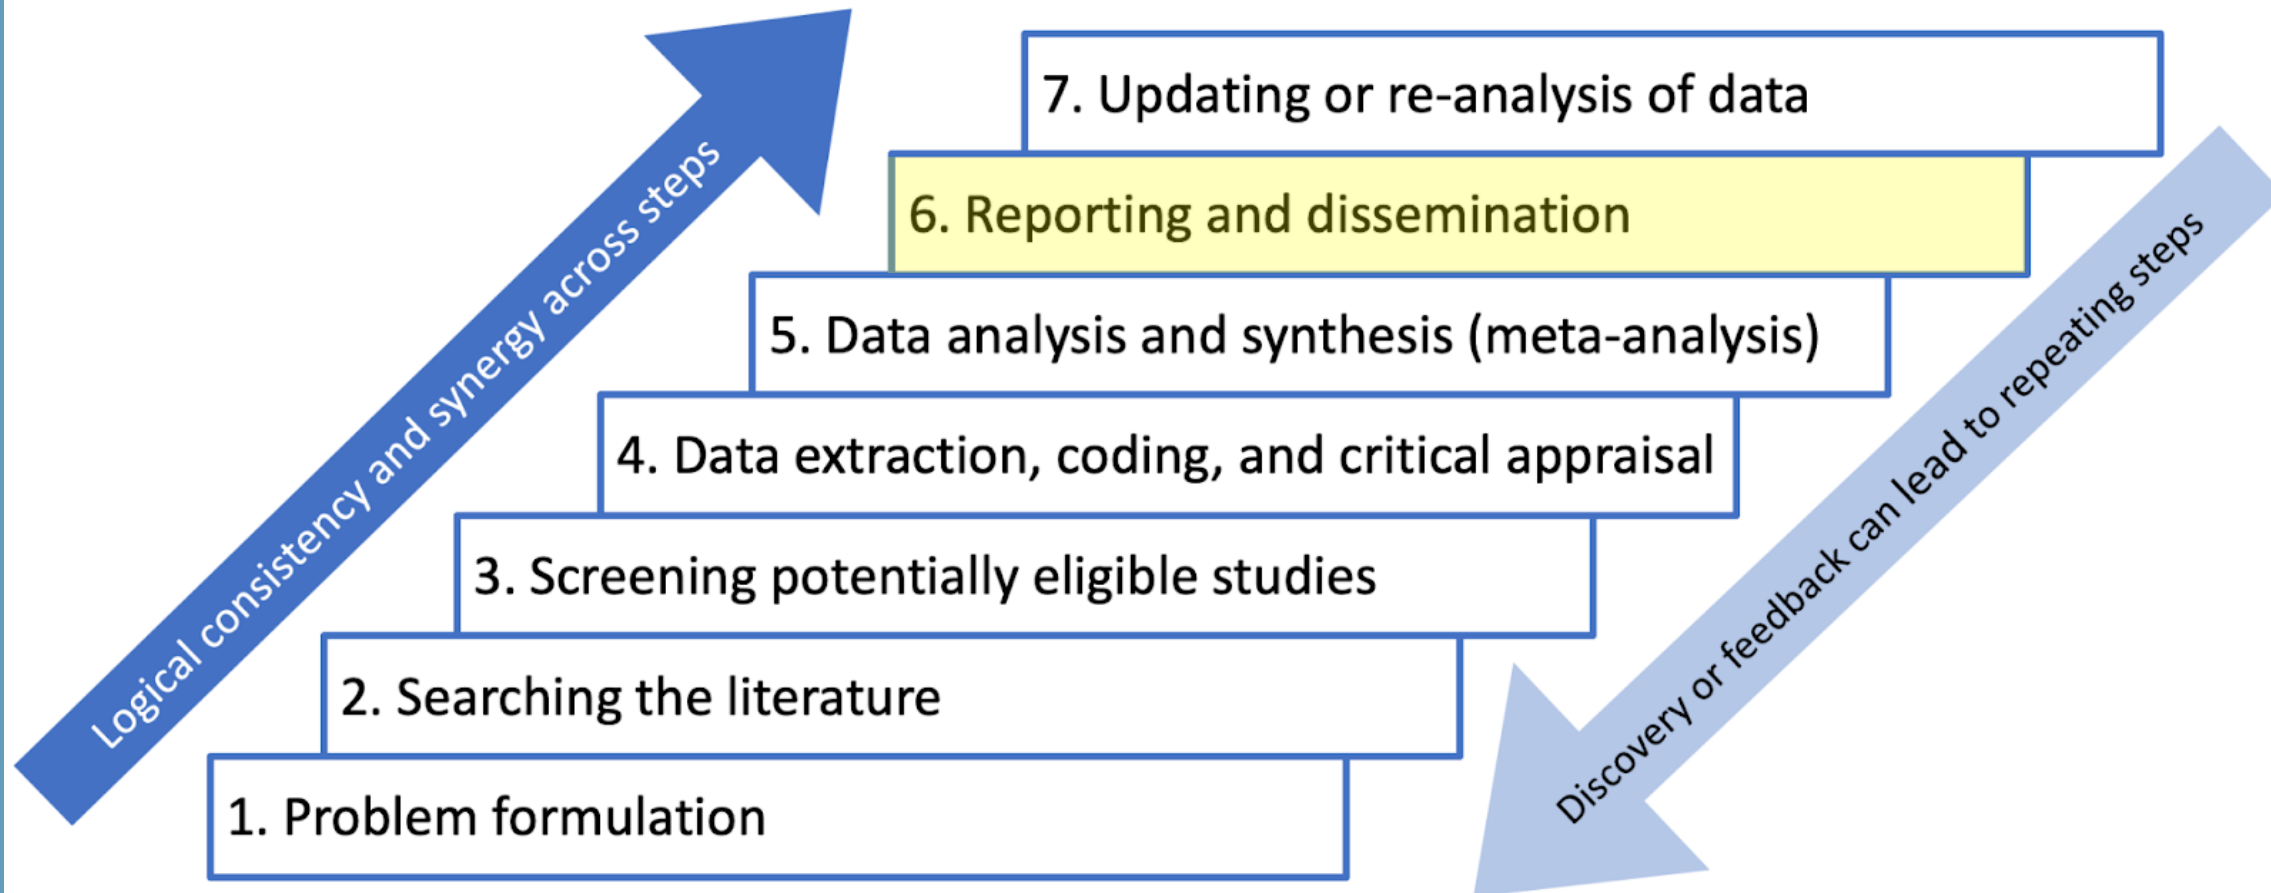 7. Updating or re-analysis of data
6. Reporting and dissemination
5. Data analysis and synthesis (meta-analysis)
4. Data extraction, coding, and critical appraisal
3. Screening potentially eligible studies
2. Searching the literature
1. Problem formulation
Logical consistency and synergy across steps
Discovery or feedback can lead to repeating steps